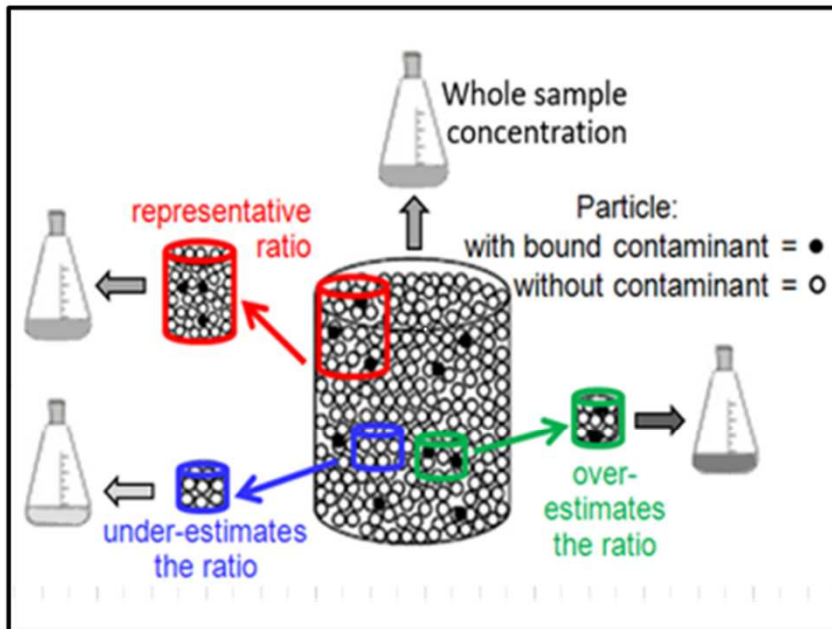 Whole sample
concentration
representative
ratio
Particle:
with bound contaminant = ●
without contaminant = O
over-
estimates
the ratio
under-estimates
the ratio